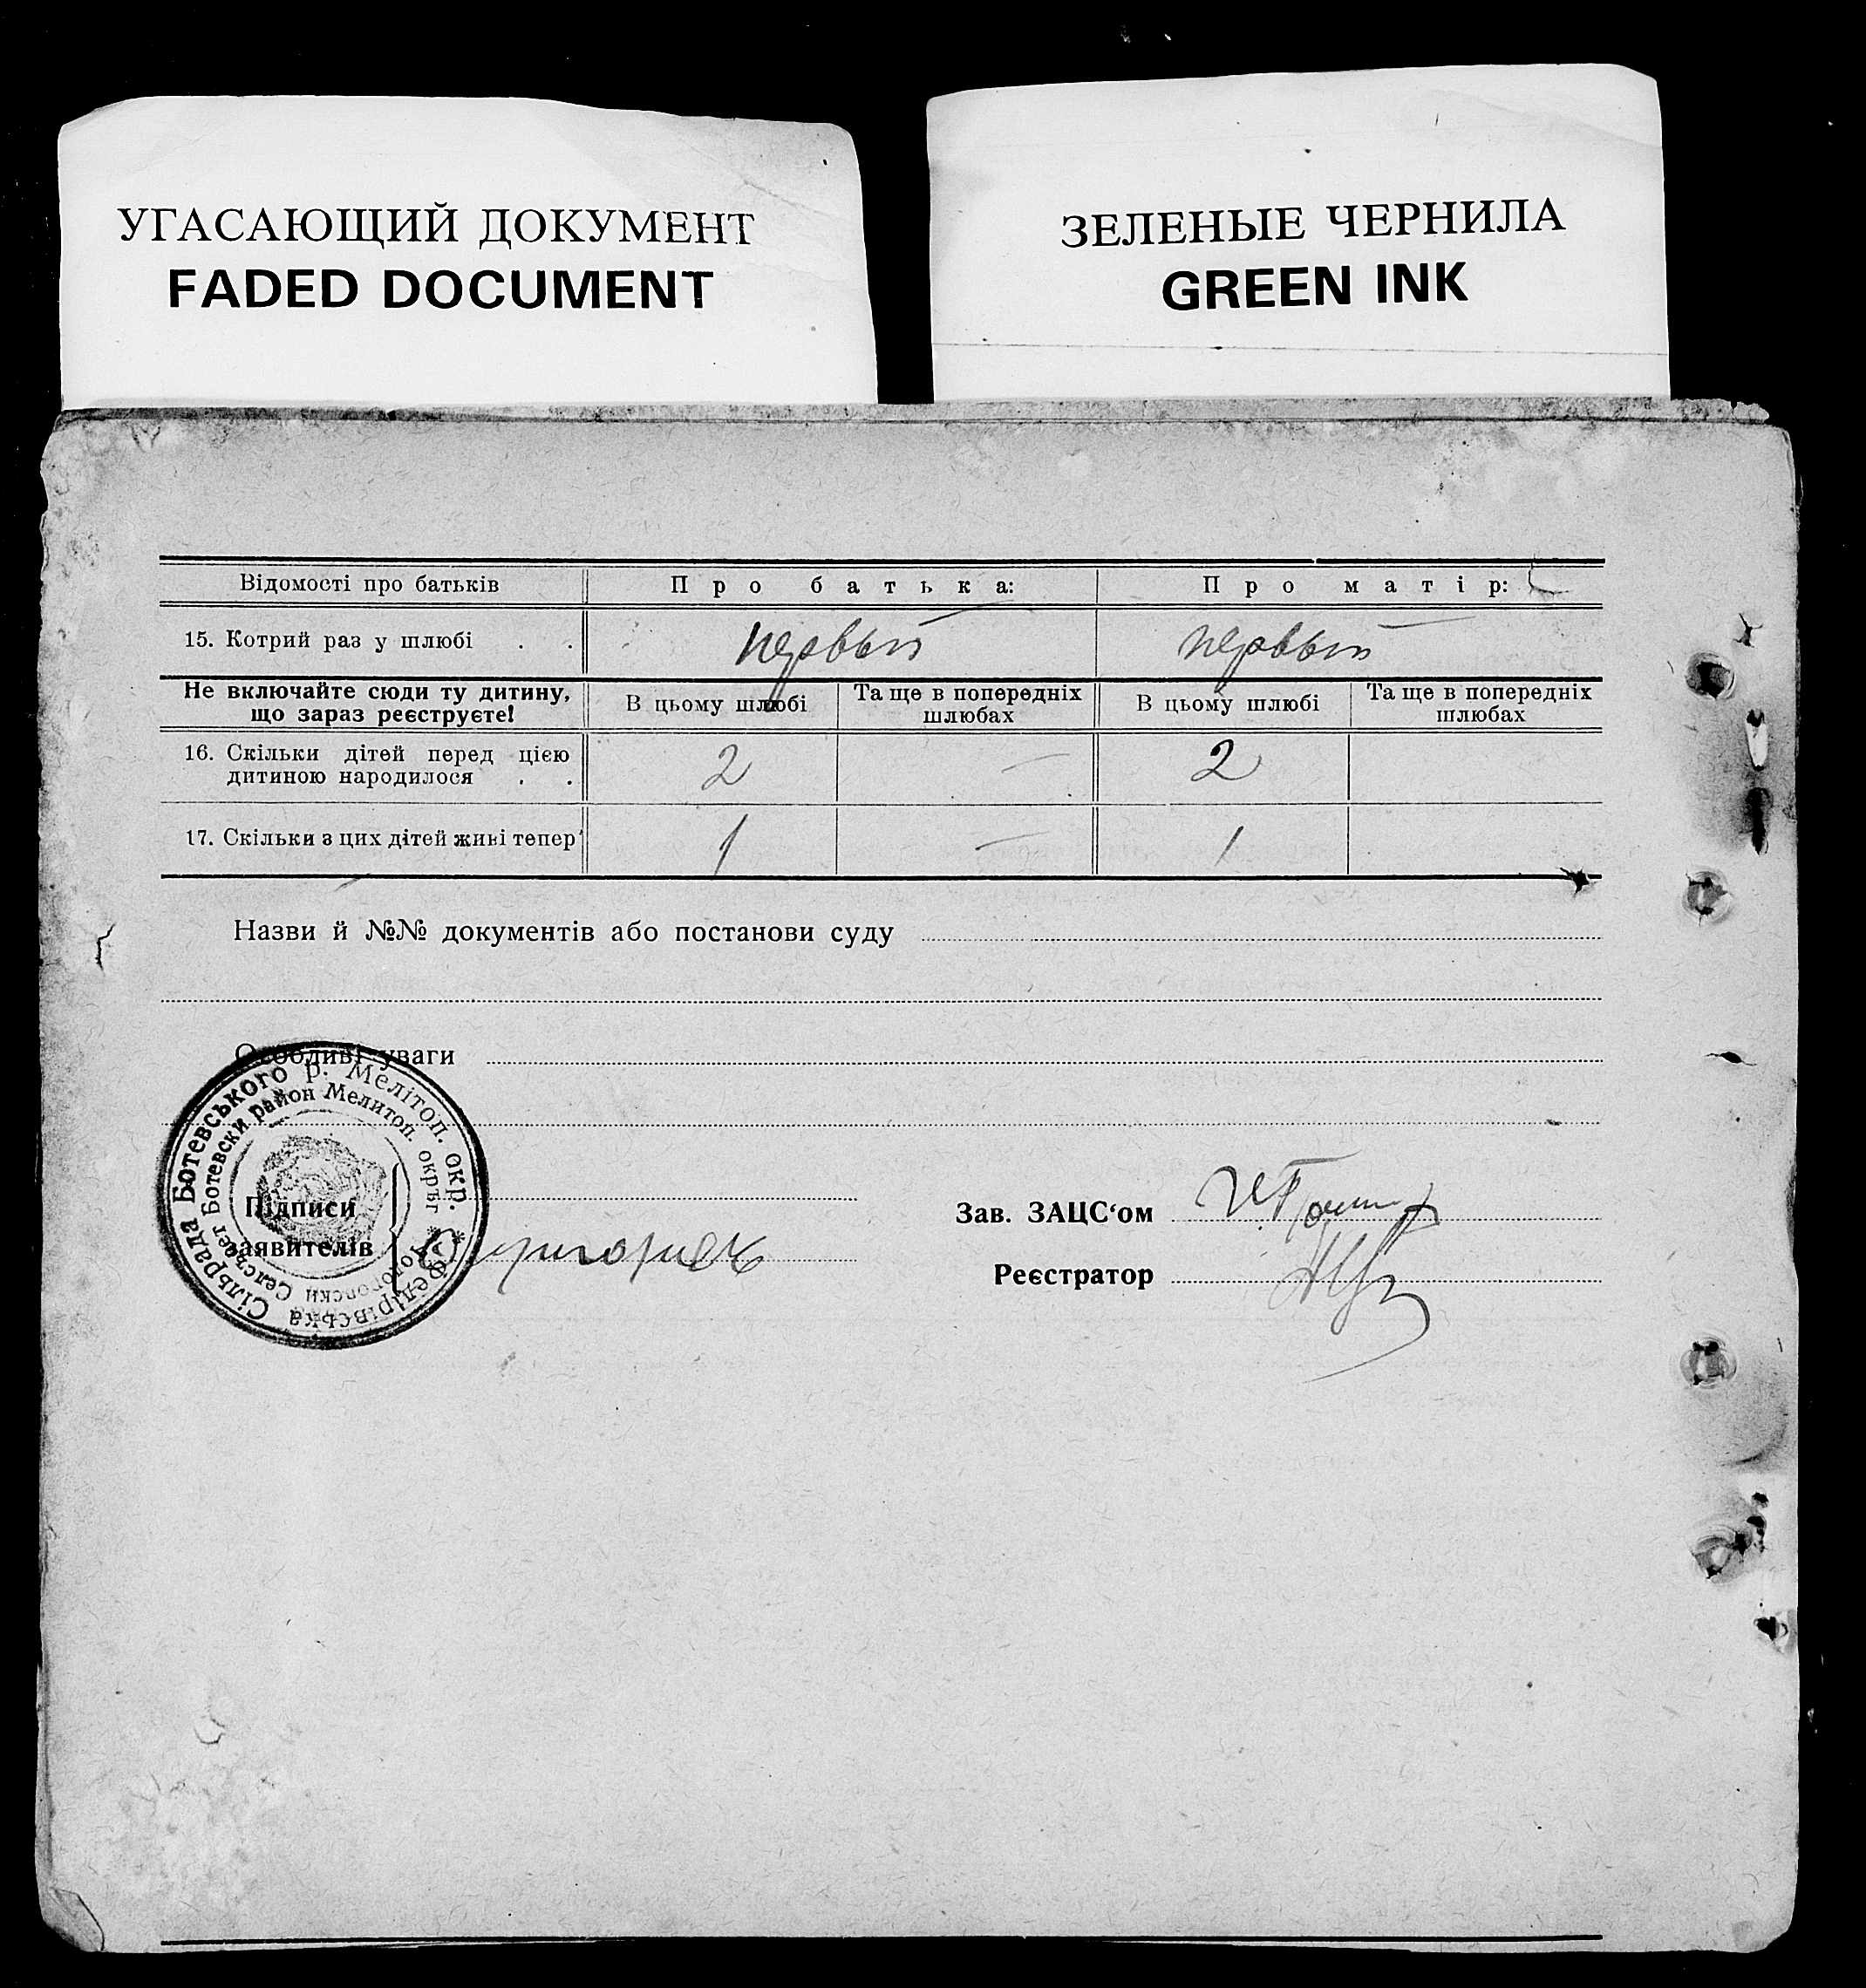 УГАСАЮЩИЙ ДОКУМЕНТ
FADED DOCUMENT
ЗЕЛЕНЫЕ ЧЕРНИЛА
GREEN INK
Відомості про батьків Про батька: Про матір:
15. Котрий раз у шлюбі . . первый первый
Не включайте сюди ту дитину, що зараз реєструєте! В цьому шлюбі Та ще в попередніх шлюбах В цьому шлюбі Та ще в попередніх шлюбах
16. Скільки дітей перед цією дитиною народилося . . 2 — 2
17. Скільки з цих дітей живі тепер 1 — 1
Назви й №№ документів або постанови суду
Особливі уваги
Підписи заявителів
Зав. ЗАЦС‘ом
Реєстратор
Сільрада Ботевського р. Мелітоп. окр. * Федірівська
Селсъвет Ботевски район Мелитоп. окръг *